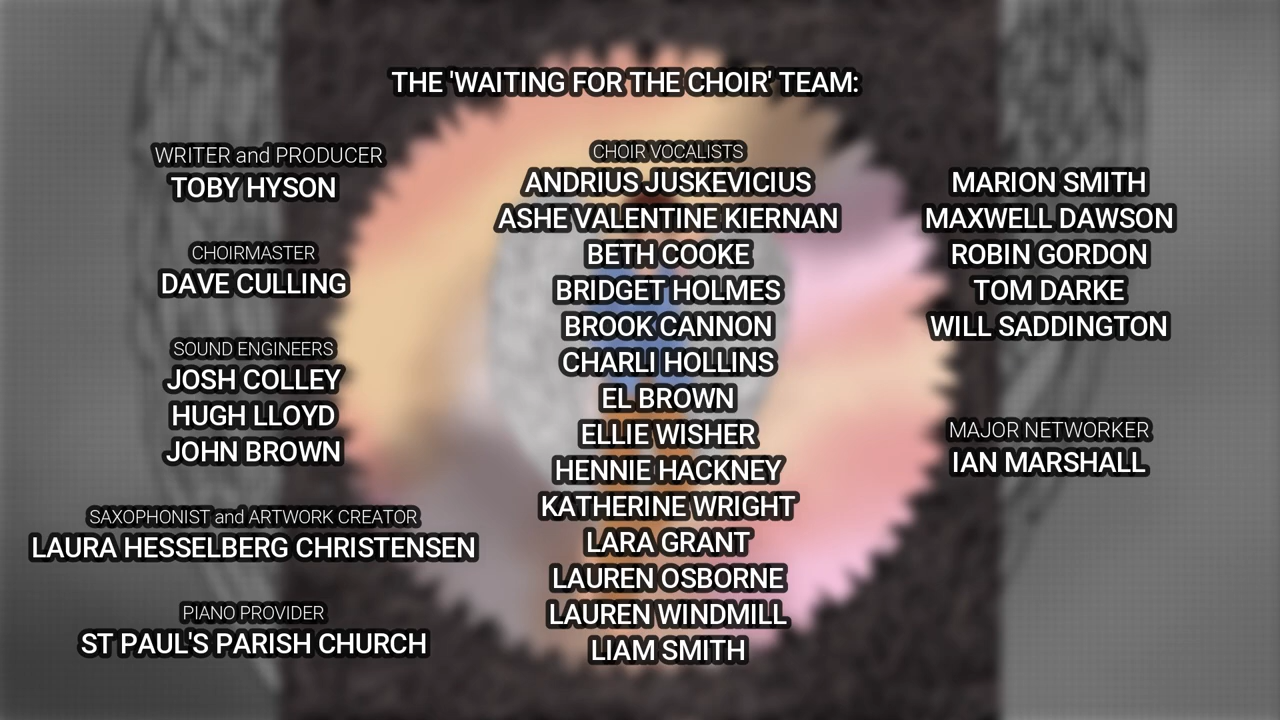 THE 'WAITING FOR THE CHOIR' TEAM:
WRITER and PRODUCER
TOBY HYSON
CHOIRMASTER
DAVE CULLING
SOUND ENGINEERS
JOSH COLLEY
HUGH LLOYD
JOHN BROWN
SAXOPHONIST and ARTWORK CREATOR
LAURA HESSELBERG CHRISTENSEN
PIANO PROVIDER
ST PAUL'S PARISH CHURCH
CHOIR VOCALISTS
ANDRIUS JUSKEVICIUS
ASHE VALENTINE KIERNAN
BETH COOKE
BRIDGET HOLMES
BROOK CANNON
CHARLI HOLLINS
EL BROWN
ELLIE WISHER
HENNIE HACKNEY
KATHERINE WRIGHT
LARA GRANT
LAUREN OSBORNE
LAUREN WINDMILL
LIAM SMITH
MARION SMITH
MAXWELL DAWSON
ROBIN GORDON
TOM DARKE
WILL SADDINGTON
MAJOR NETWORKER
IAN MARSHALL